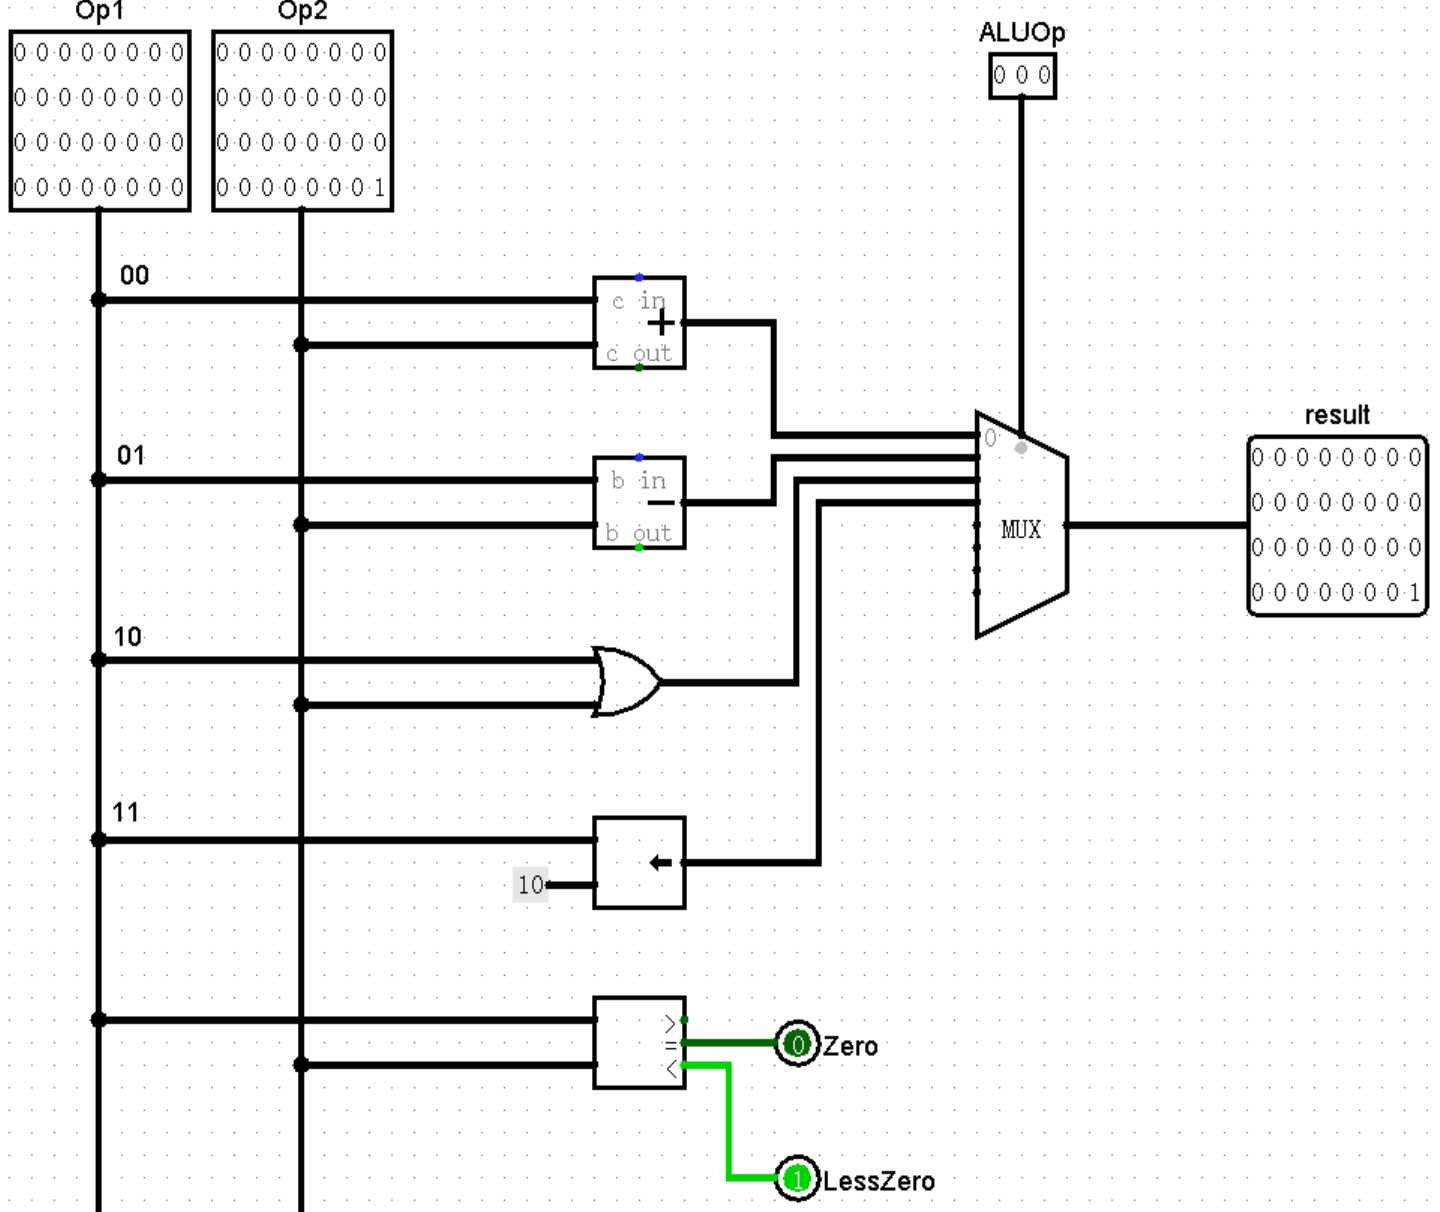 Op1 Op2
ALUOp
0 0 0 0 0 0 0 0 0 0 0 0 0 0 0 0
0 0 0
0 0 0 0 0 0 0 0 0 0 0 0 0 0 0 0
0 0 0 0 0 0 0 0 0 0 0 0 0 0 0 0
0 0 0 0 0 0 0 0 0 0 0 0 0 0 0 1
00
c in
+
c out
result
0
01
0 0 0 0 0 0 0 0
b in
−
0 0 0 0 0 0 0 0
b out
MUX
0 0 0 0 0 0 0 0
0 0 0 0 0 0 0 1
10
11
10
>
=
<
0 Zero
1 LessZero